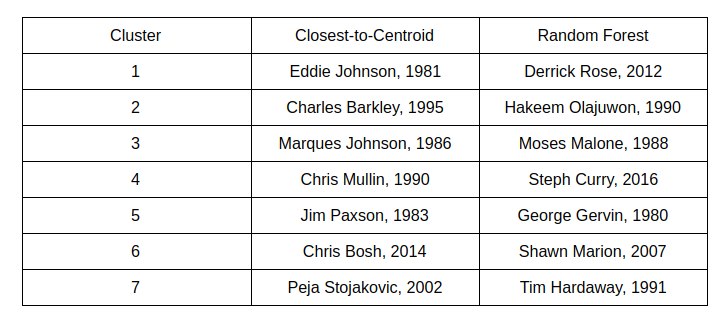 Cluster Closest-to-Centroid Random Forest
1 Eddie Johnson, 1981 Derrick Rose, 2012
2 Charles Barkley, 1995 Hakeem Olajuwon, 1990
3 Marques Johnson, 1986 Moses Malone, 1988
4 Chris Mullin, 1990 Steph Curry, 2016
5 Jim Paxson, 1983 George Gervin, 1980
6 Chris Bosh, 2014 Shawn Marion, 2007
7 Peja Stojakovic, 2002 Tim Hardaway, 1991